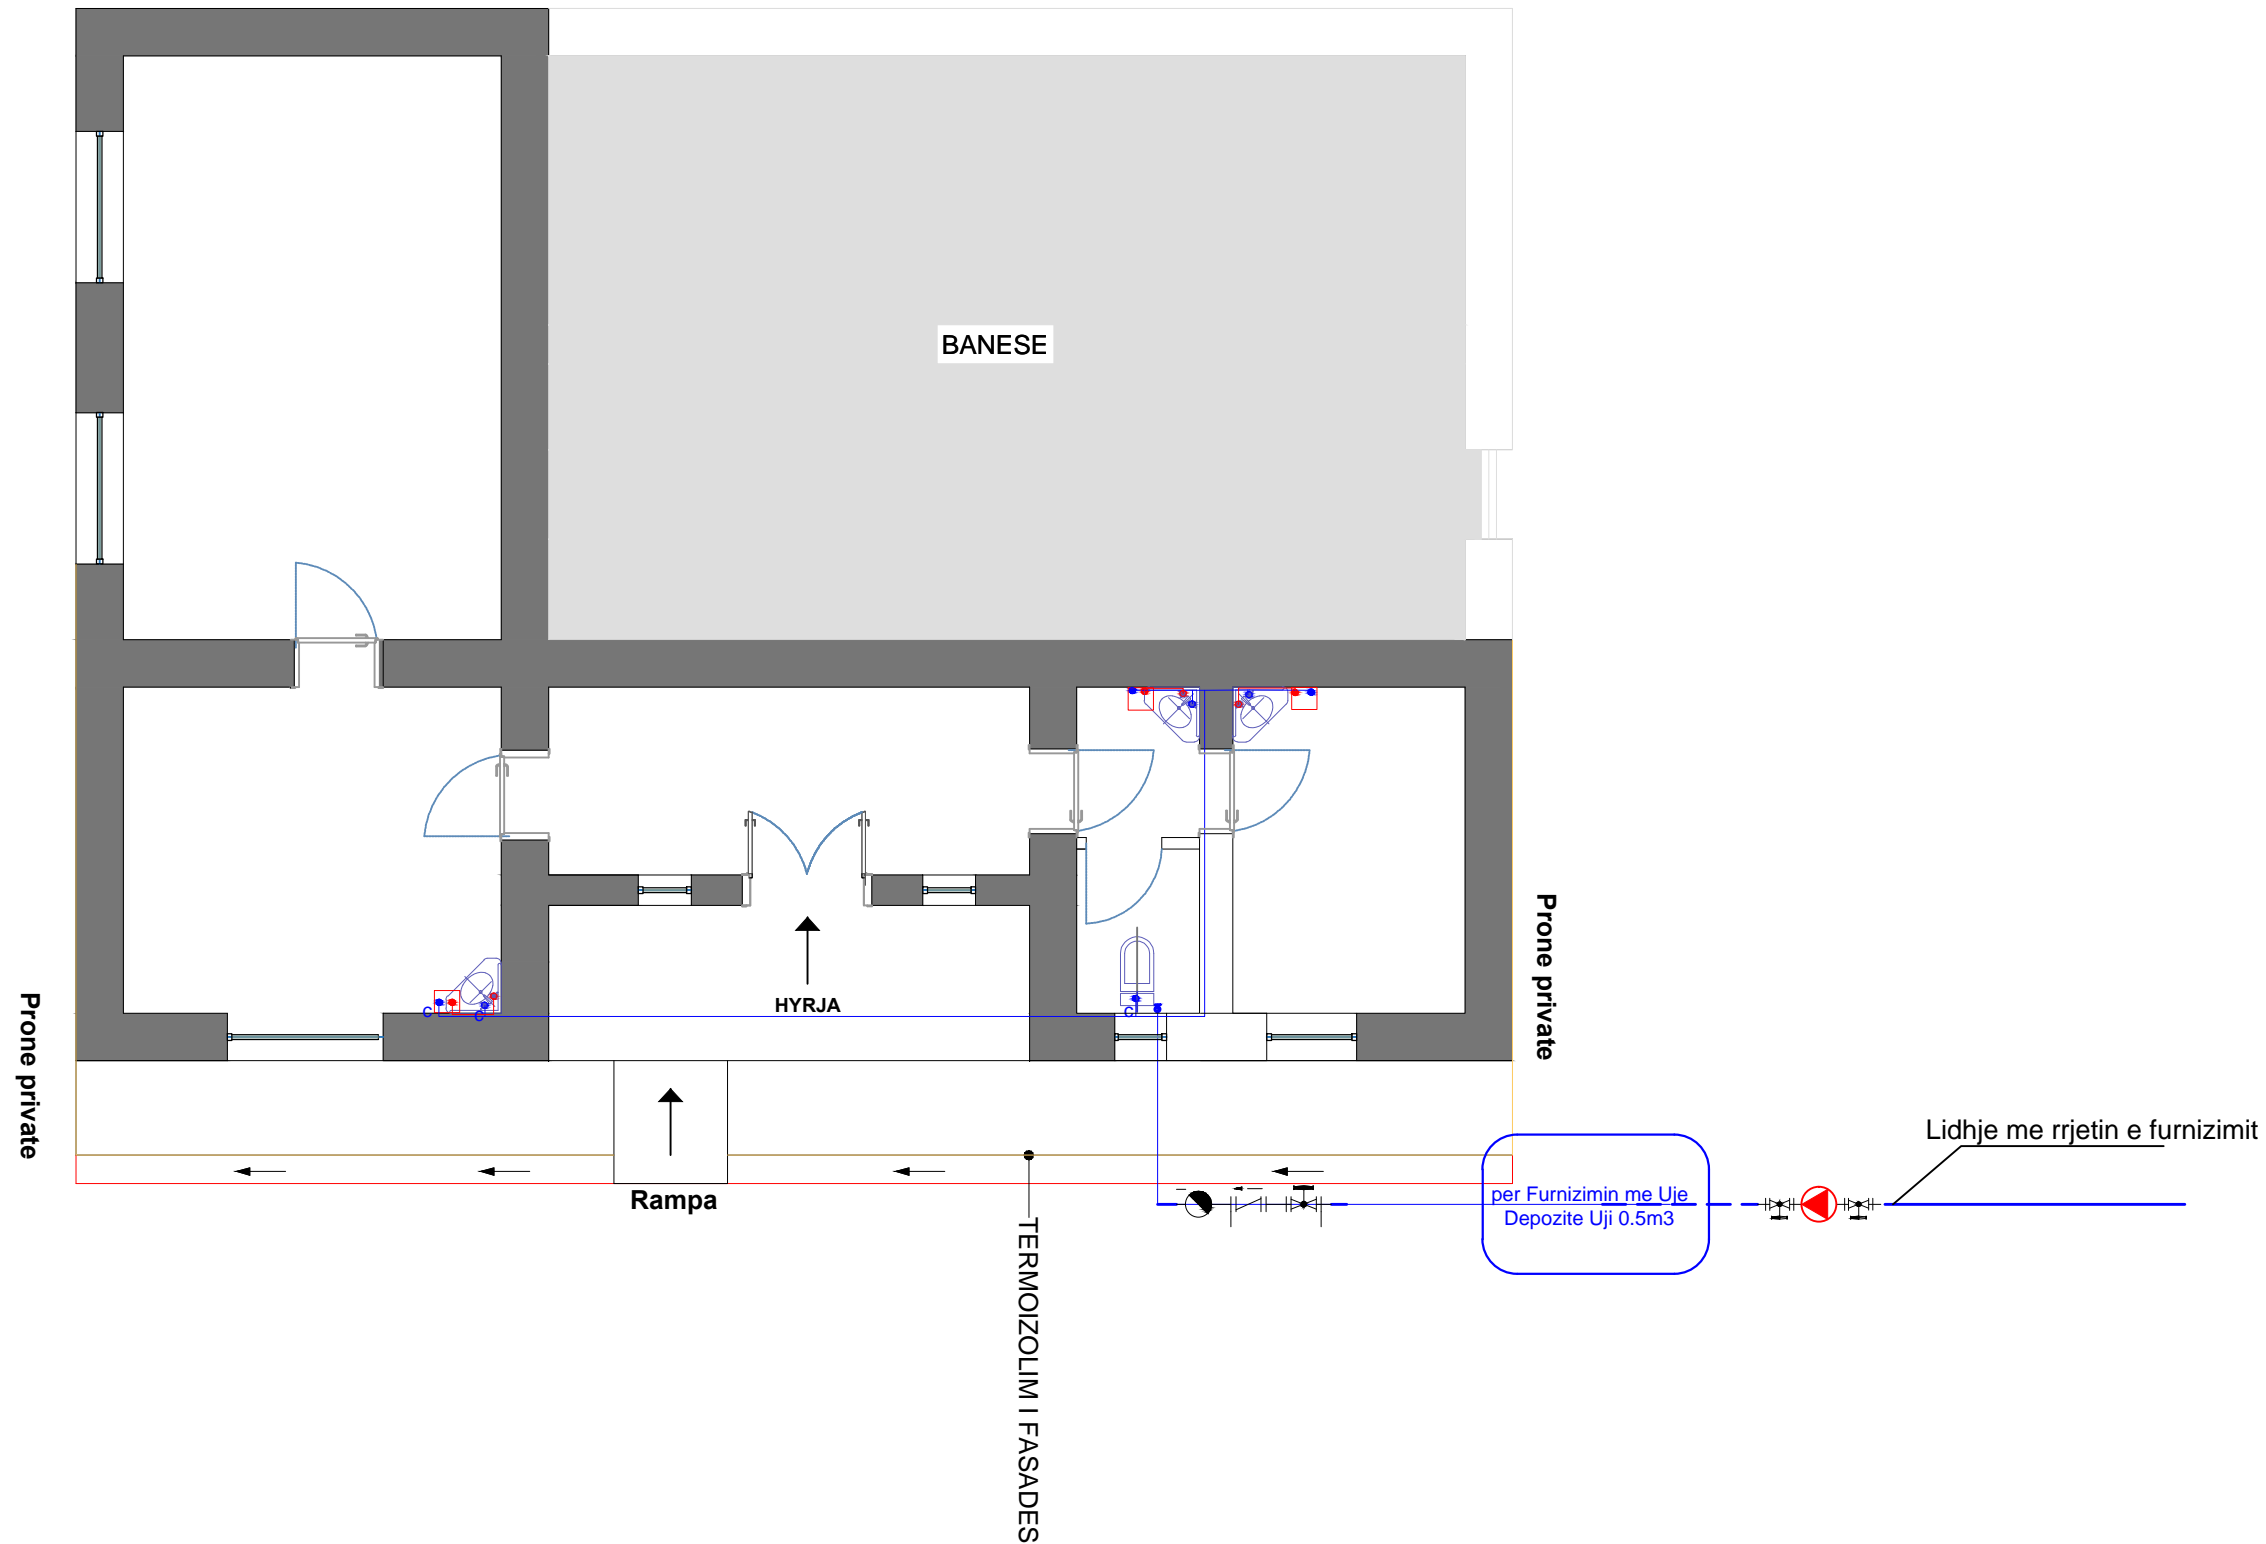 BANESE
HYRJA
Prone private
Prone private
Lidhje me rrjetin e furnizimit
per Furnizimin me Uje
Depozite Uji 0.5m3
Rampa
TERMOIZOLIM I FASADES
C
C
C